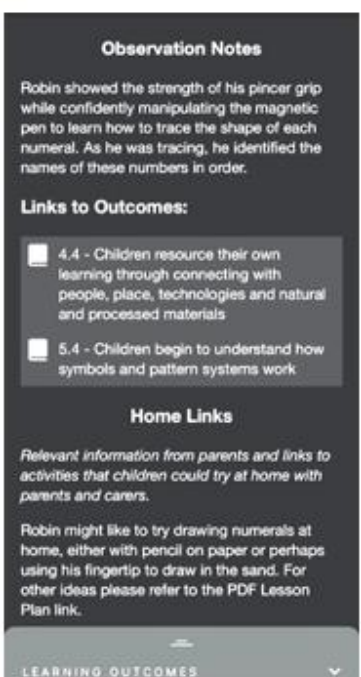 Observation Notes
Robin showed the strength of his pincer grip
while confidently manipulating the magnetic
pen to learn how to trace the shape of each
numeral. As he was tracing, he identified the
names of these numbers in order.
Links to Outcomes:
4.4 - Children resource their own
learning through connecting with
people, place, technologies and natural
and processed materials
5.4 - Children begin to understand how
symbols and pattern systems work
Home Links
Relevant information from parents and links to
activities that children could try at home with
parents and carers.
Robin might like to try drawing numerals at
home, either with pencil on paper or perhaps
using his fingertip to draw in the sand. For
other ideas please refer to the PDF Lesson
Plan link.
LEARNING OUTCOMES